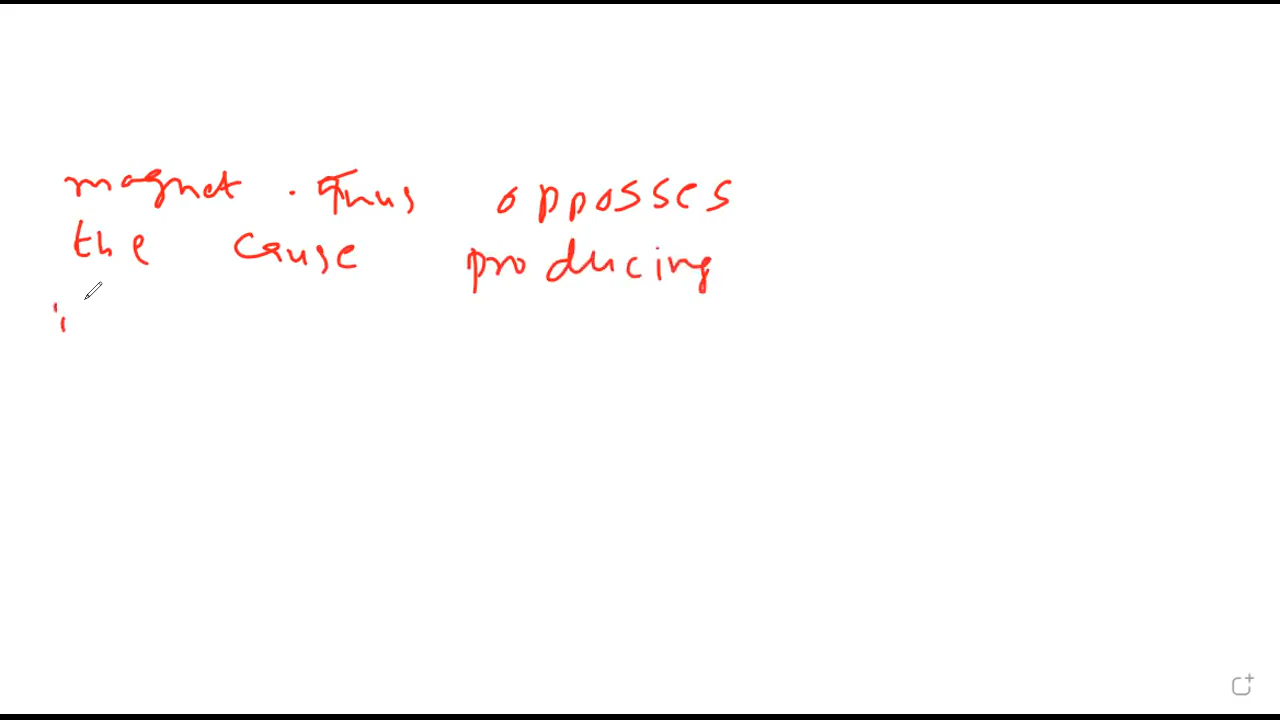 magnet . Thus opposses
the cause producing
i